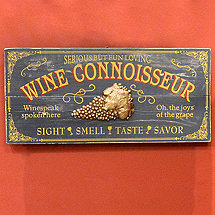 SERIOUS BUT FUN LOVING
WINE CONNOISSEUR
Winespeak
spoken here
Oh, the joys
of the grape
SIGHT SMELL TASTE SAVOR